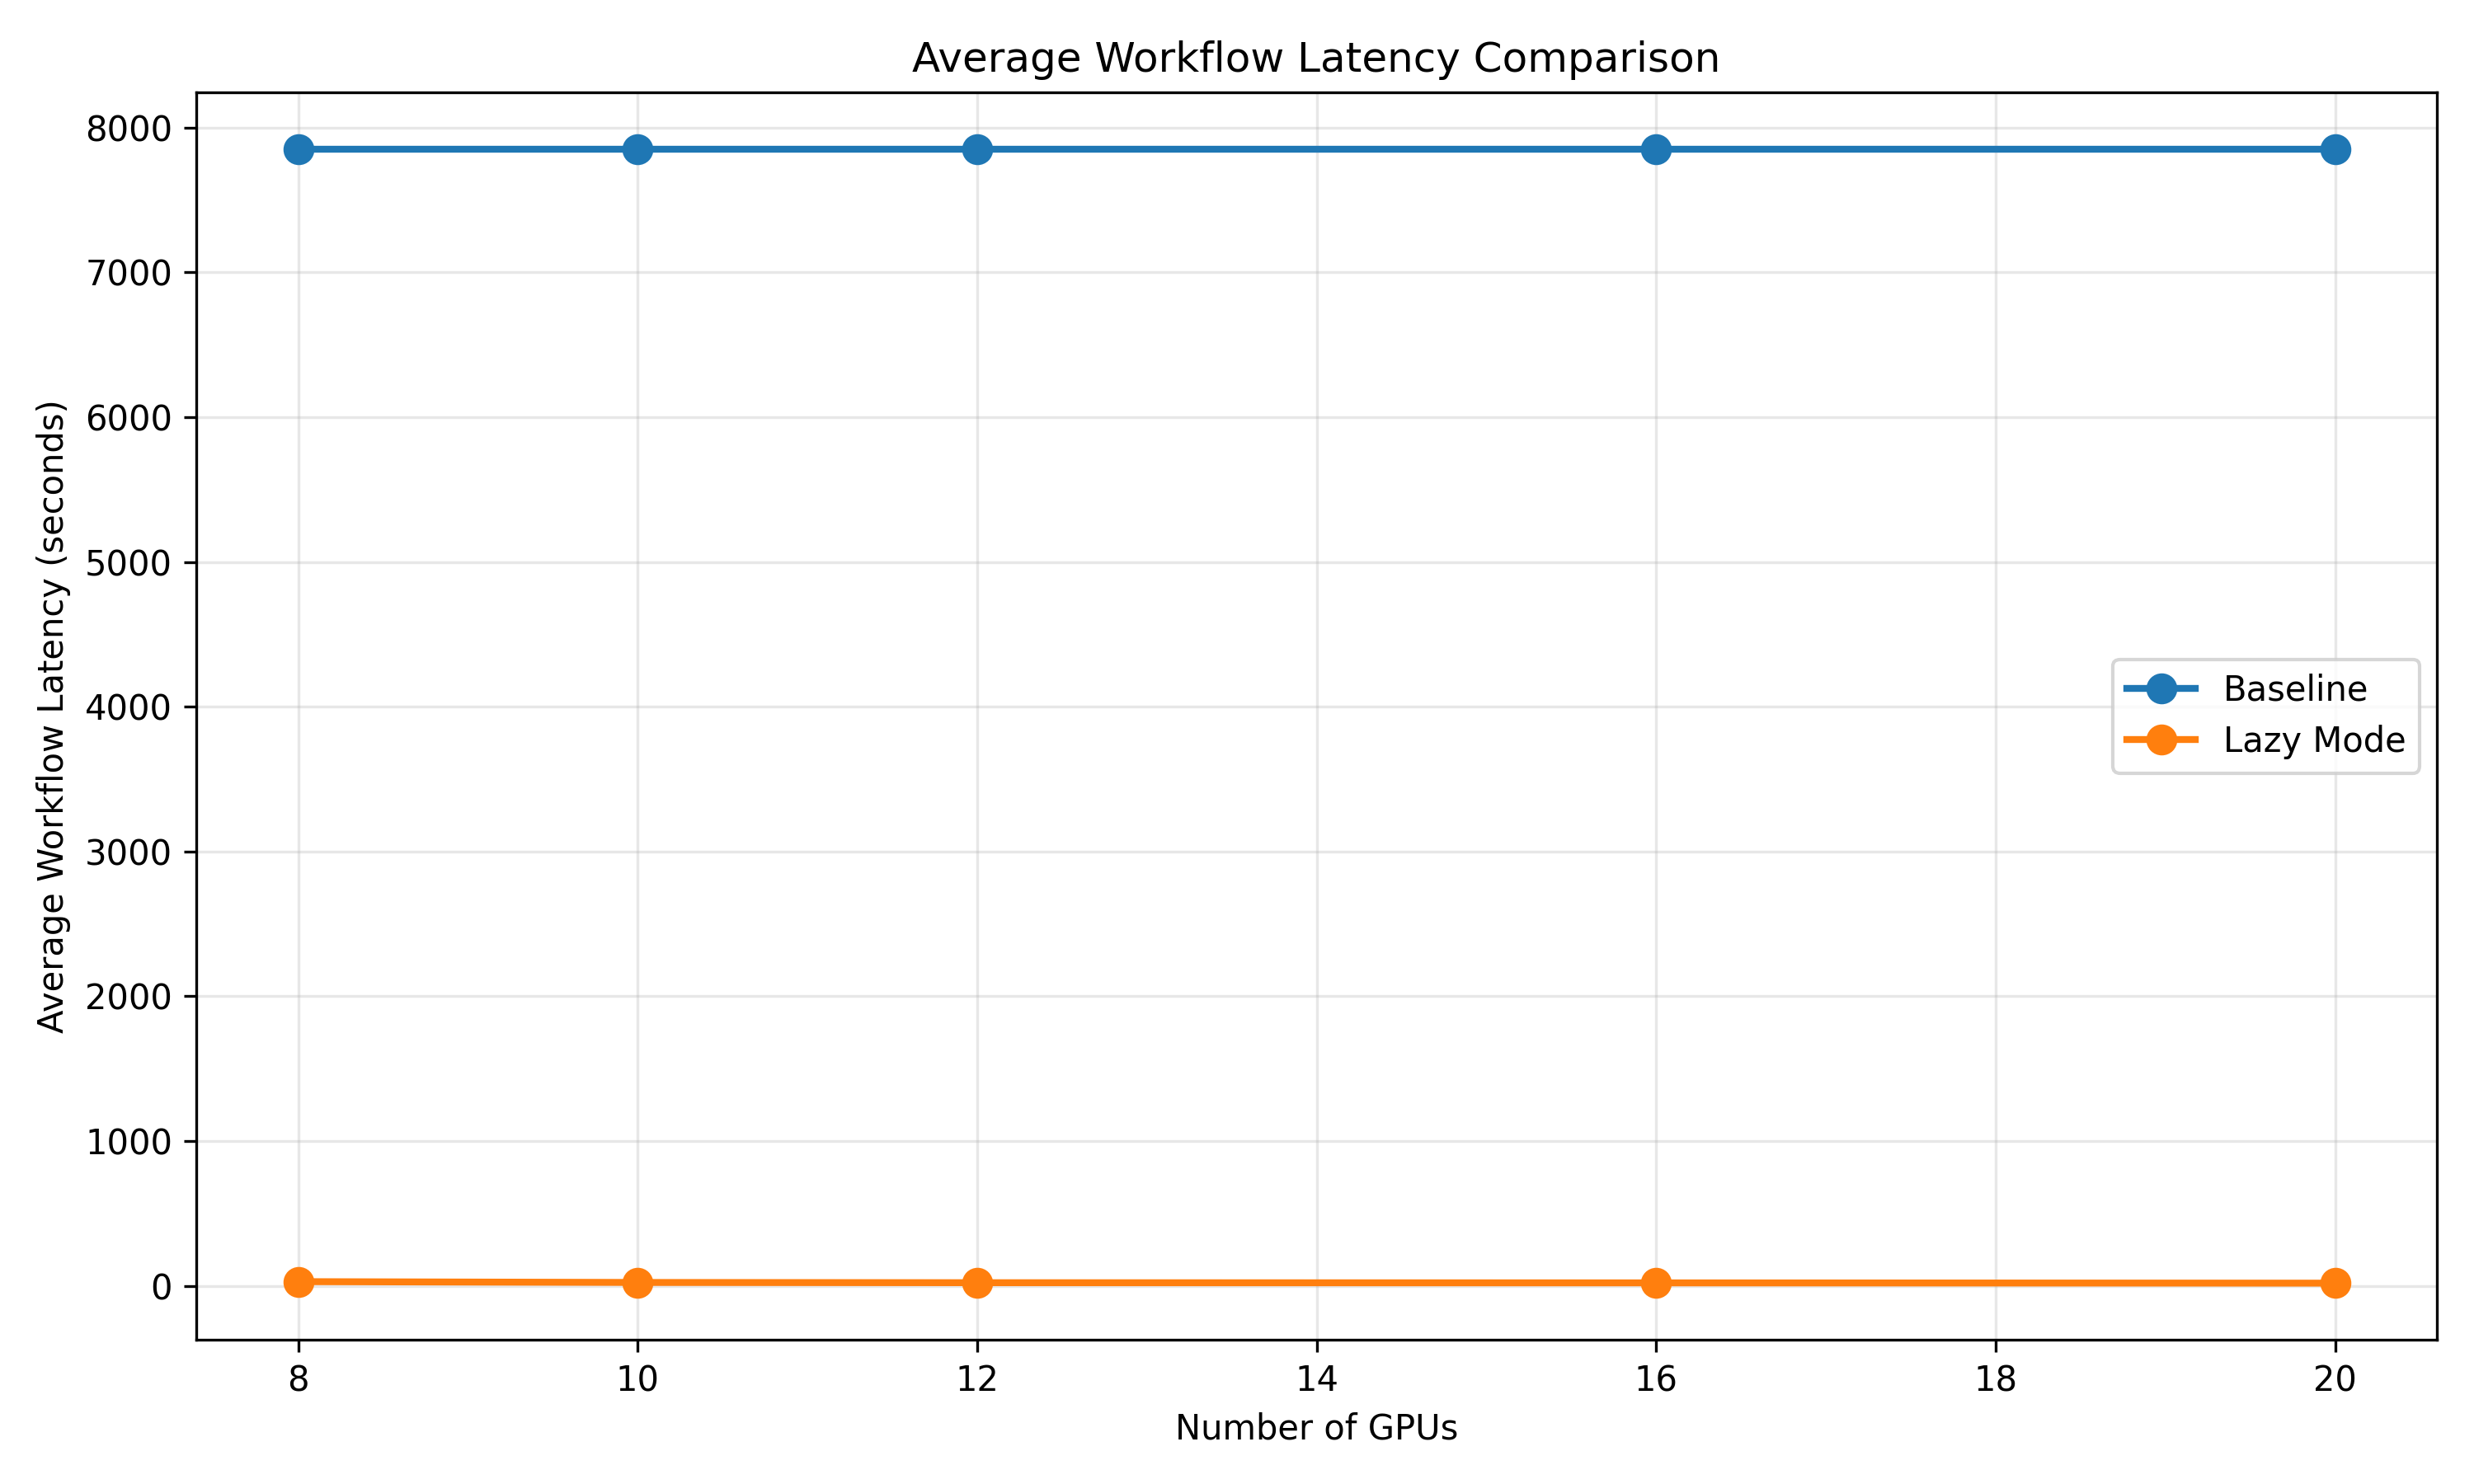 Average Workflow Latency Comparison
Average Workflow Latency (seconds)
8000
7000
6000
5000
4000
3000
2000
1000
0
Baseline
Lazy Mode
8 10 12 14 16 18 20
Number of GPUs